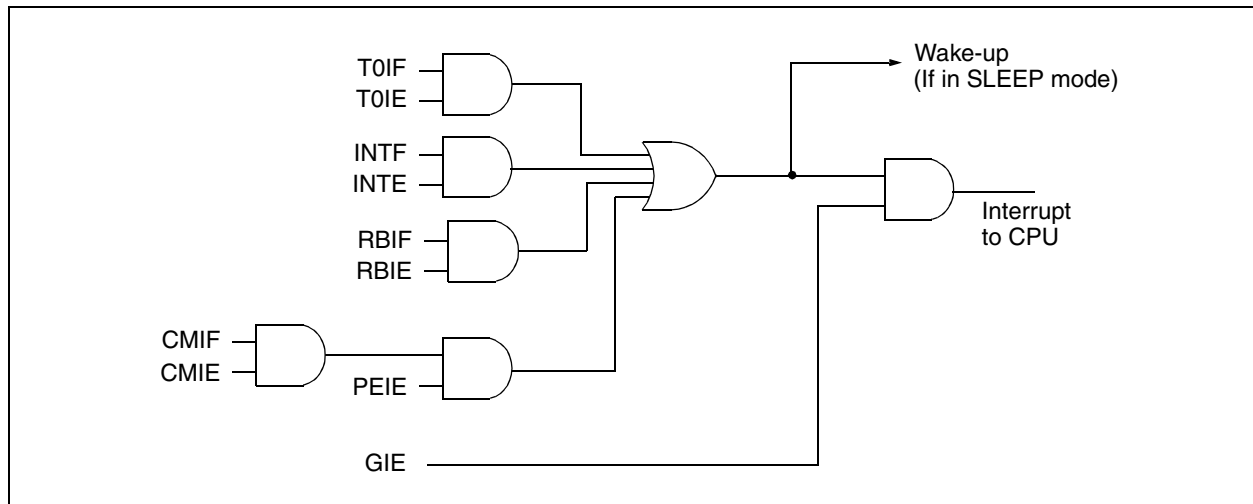 Wake-up
(If in SLEEP mode)
T0IF
T0IE
INTF
INTE
RBIF
RBIE
Interrupt
to CPU
CMIF
CMIE
PEIE
GIE